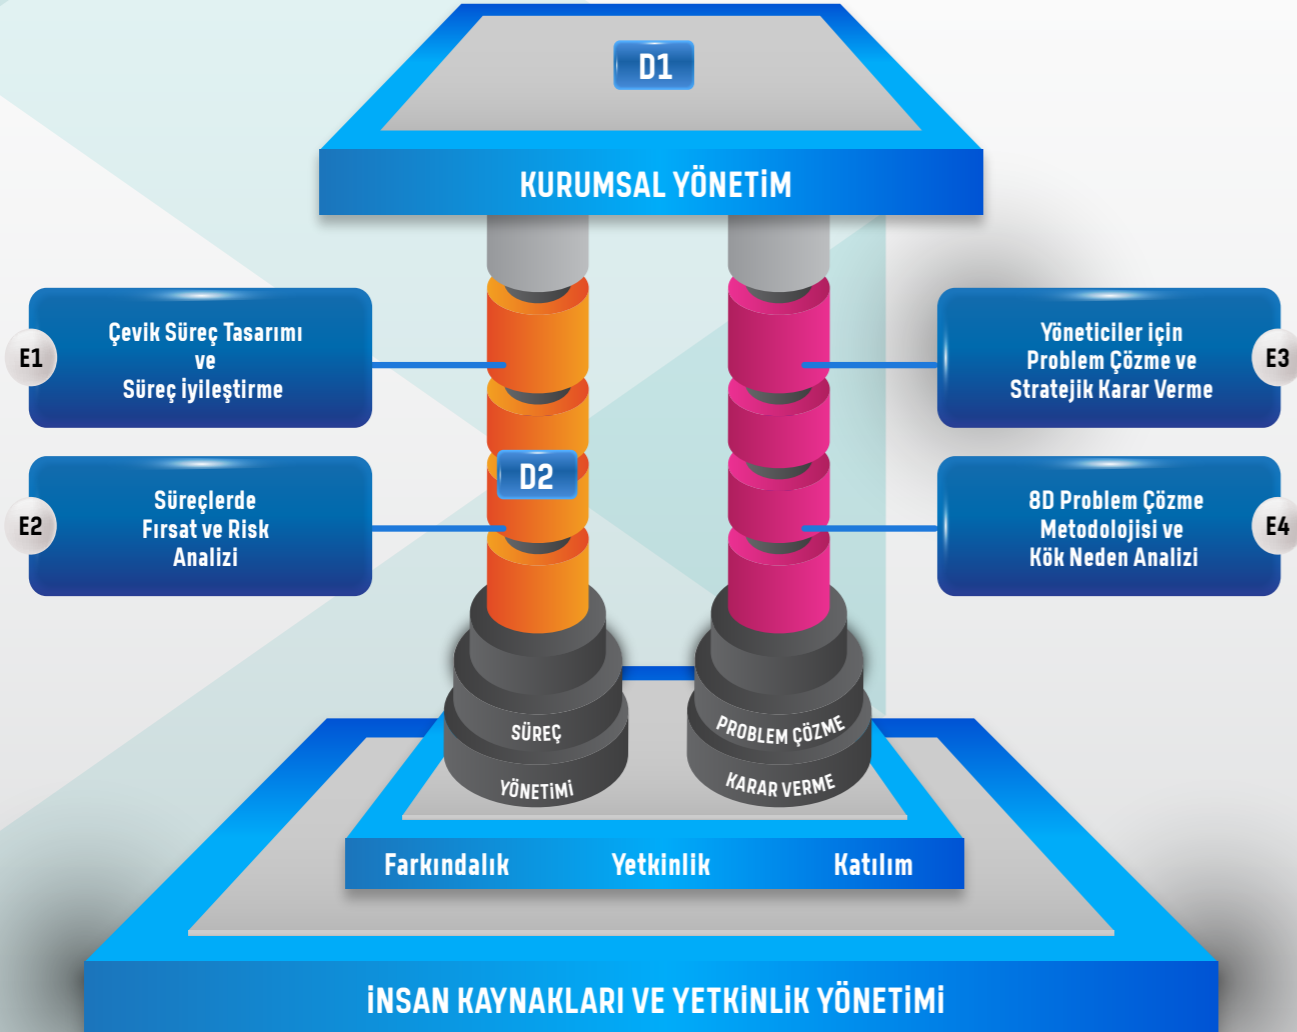 D1
KURUMSAL YÖNETİM
E1
Çevik Süreç Tasarımı
ve
Süreç İyileştirme
Yöneticiler için
Problem Çözme ve
Stratejik Karar Verme
E3
D2
E2
Süreçlerde
Fırsat ve Risk
Analizi
8D Problem Çözme
Metodolojisi ve
Kök Neden Analizi
E4
SÜREÇ
YÖNETİMİ
PROBLEM ÇÖZME
KARAR VERME
Farkındalık Yetkinlik Katılım
İNSAN KAYNAKLARI VE YETKİNLİK YÖNETİMİ